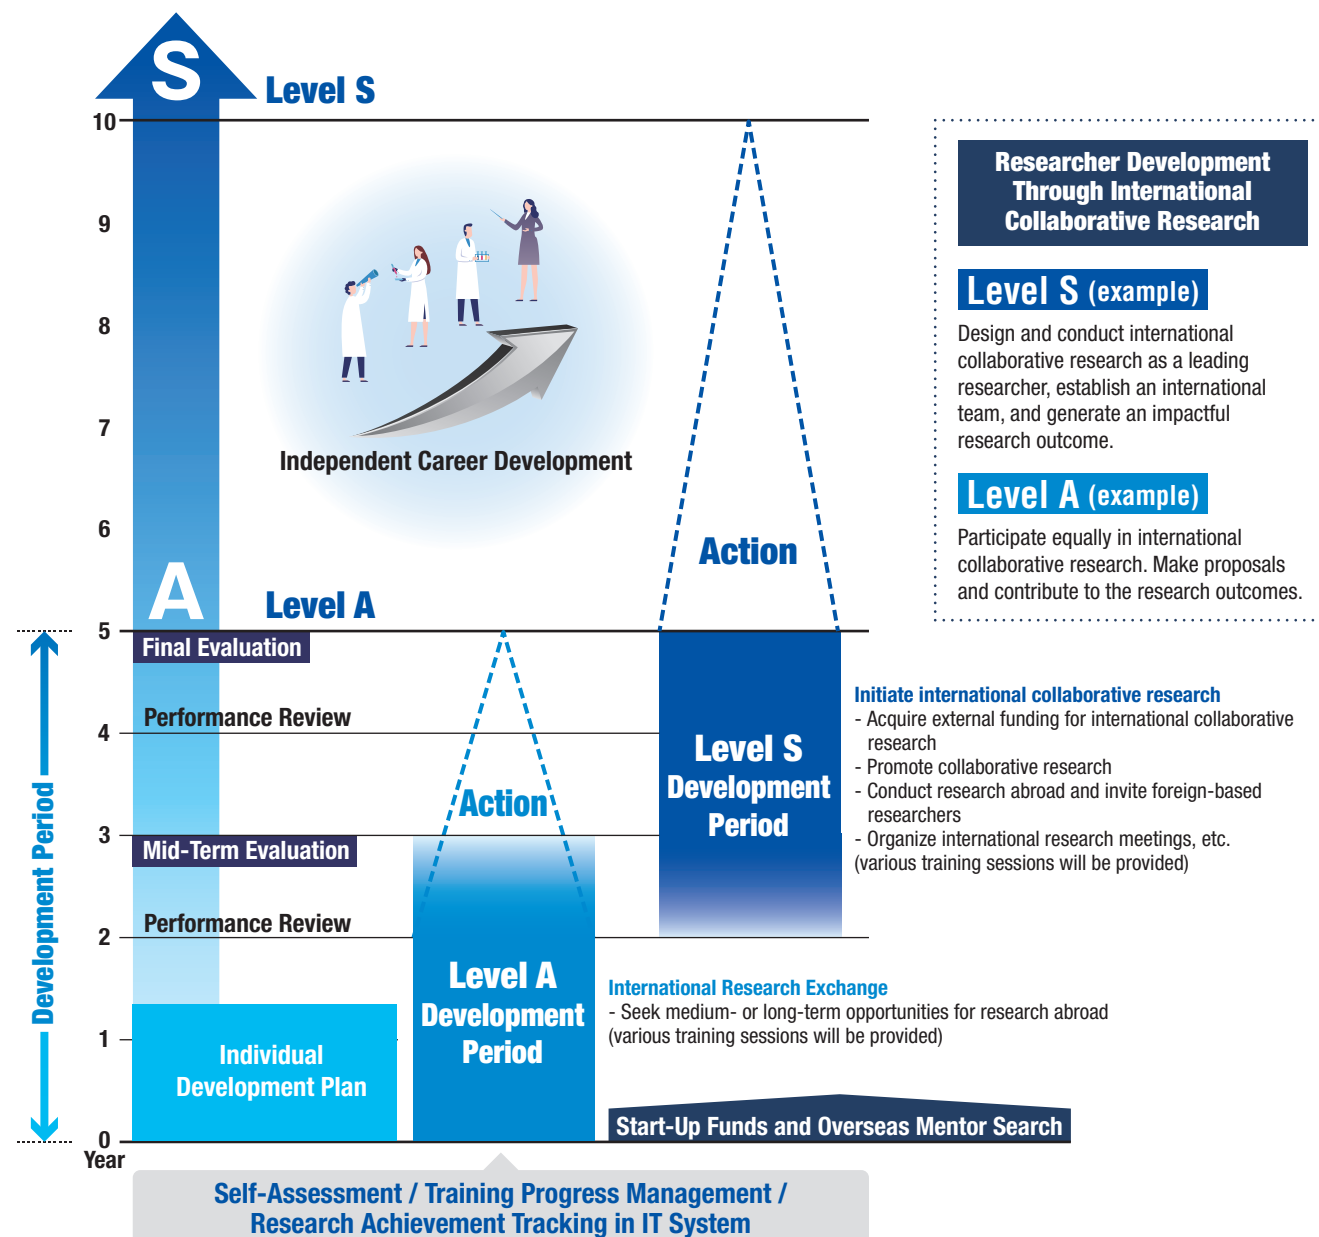 S
Level S
10
9
8
7
6
5
4
3
2
1
0
Year
Independent Career Development
Action
A
Level A
Final Evaluation
Performance Review
Mid-Term Evaluation
Performance Review
Development Period
Individual
Development Plan
Action
Level A
Development
Period
Level S
Development
Period
Researcher Development
Through International
Collaborative Research
Level S (example)
Design and conduct international
collaborative research as a leading
researcher, establish an international
team, and generate an impactful
research outcome.
Level A (example)
Participate equally in international
collaborative research. Make proposals
and contribute to the research outcomes.
Initiate international collaborative research
- Acquire external funding for international collaborative
research
- Promote collaborative research
- Conduct research abroad and invite foreign-based
researchers
- Organize international research meetings, etc.
(various training sessions will be provided)
International Research Exchange
- Seek medium- or long-term opportunities for research abroad
(various training sessions will be provided)
Start-Up Funds and Overseas Mentor Search
Self-Assessment / Training Progress Management /
Research Achievement Tracking in IT System